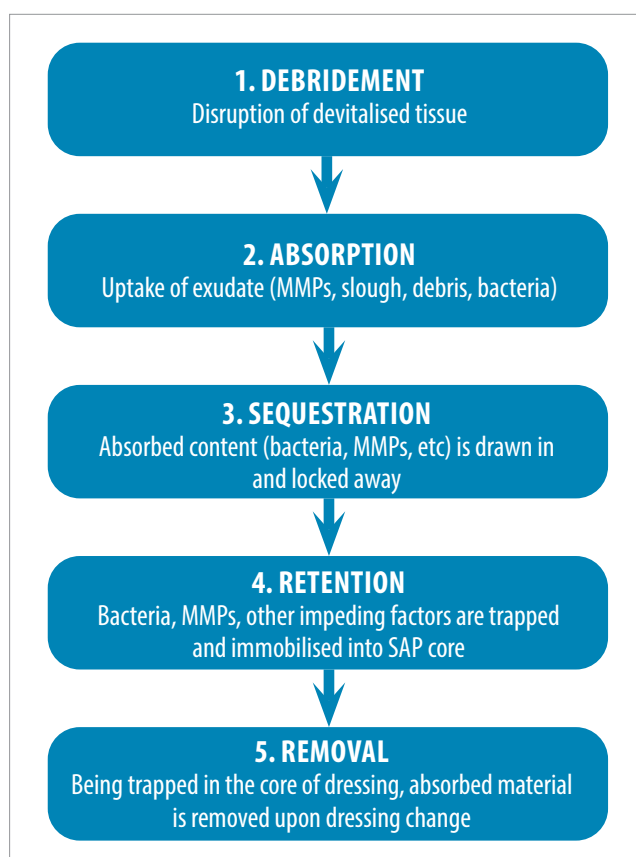 1. DEBRIDEMENT
Disruption of devitalised tissue
2. ABSORPTION
Uptake of exudate (MMPs, slough, debris, bacteria)
3. SEQUESTRATION
Absorbed content (bacteria, MMPs, etc) is drawn in
and locked away
4. RETENTION
Bacteria, MMPs, other impeding factors are trapped
and immobilised into SAP core
5. REMOVAL
Being trapped in the core of dressing, absorbed material
is removed upon dressing change